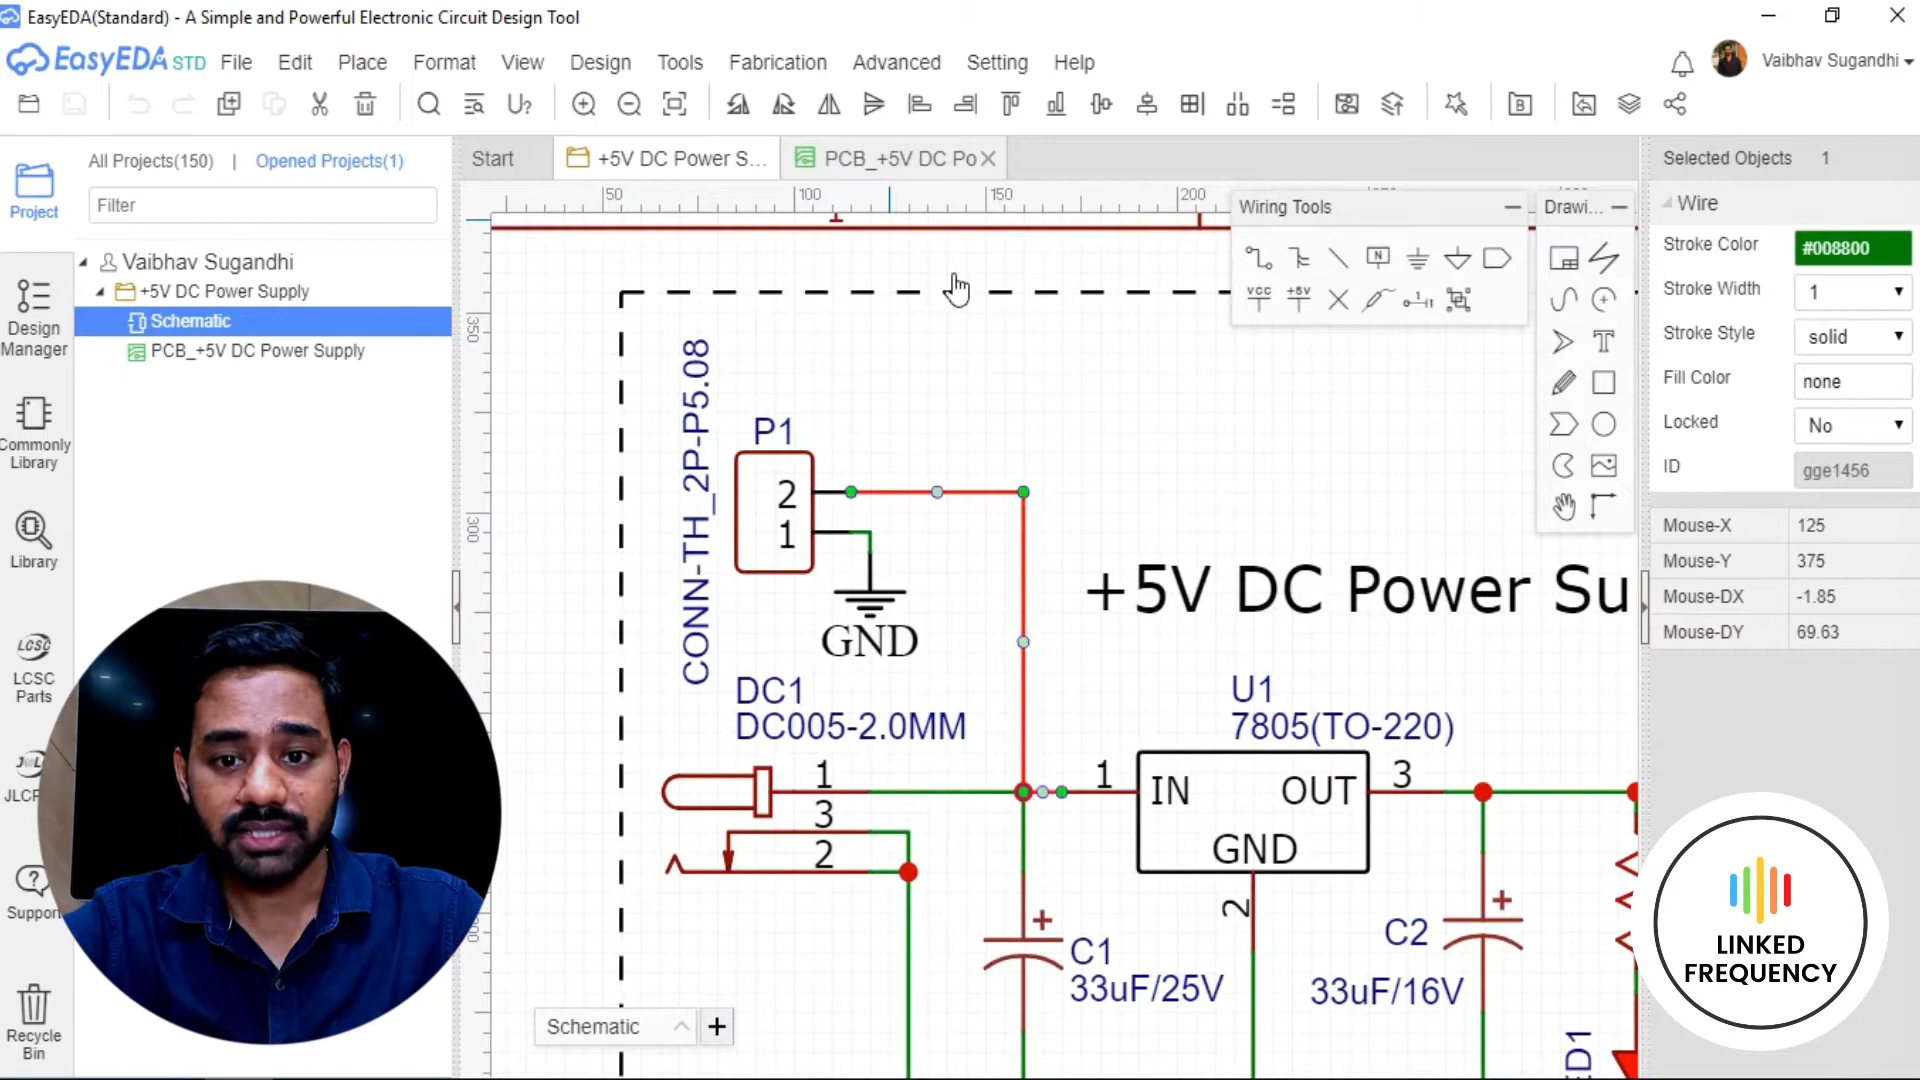 EasyEDA(Standard) - A Simple and Powerful Electronic Circuit Design Tool
EasyEDA STD File Edit Place Format View Design Tools Fabrication Advanced Setting Help
Vaibhav Sugandhi
All Projects(150) | Opened Projects(1)
Filter
Vaibhav Sugandhi
+5V DC Power Supply
Schematic
PCB_+5V DC Power Supply
Project
Design
Manager
Commonly
Library
Library
LCSC
LCSC
Parts
JLCP
Support
Recycle
Bin
Start
+5V DC Power S...
PCB_+5V DC Po
50 100 150 200
350
300
Wiring Tools
N
VCC
+5V
Drawi...
CONN-TH_2P-P5.08
P1
2
1
GND
DC1
DC005-2.0MM
1
3
2
+5V DC Power Su
U1
7805(TO-220)
1
IN
OUT
GND
3
2
+
C1
33uF/25V
+
C2
33uF/16V
ED1
Schematic
Selected Objects 1
Wire
Stroke Color #008800
Stroke Width 1
Stroke Style solid
Fill Color none
Locked No
ID gge1456
Mouse-X 125
Mouse-Y 375
Mouse-DX -1.85
Mouse-DY 69.63
LINKED
FREQUENCY